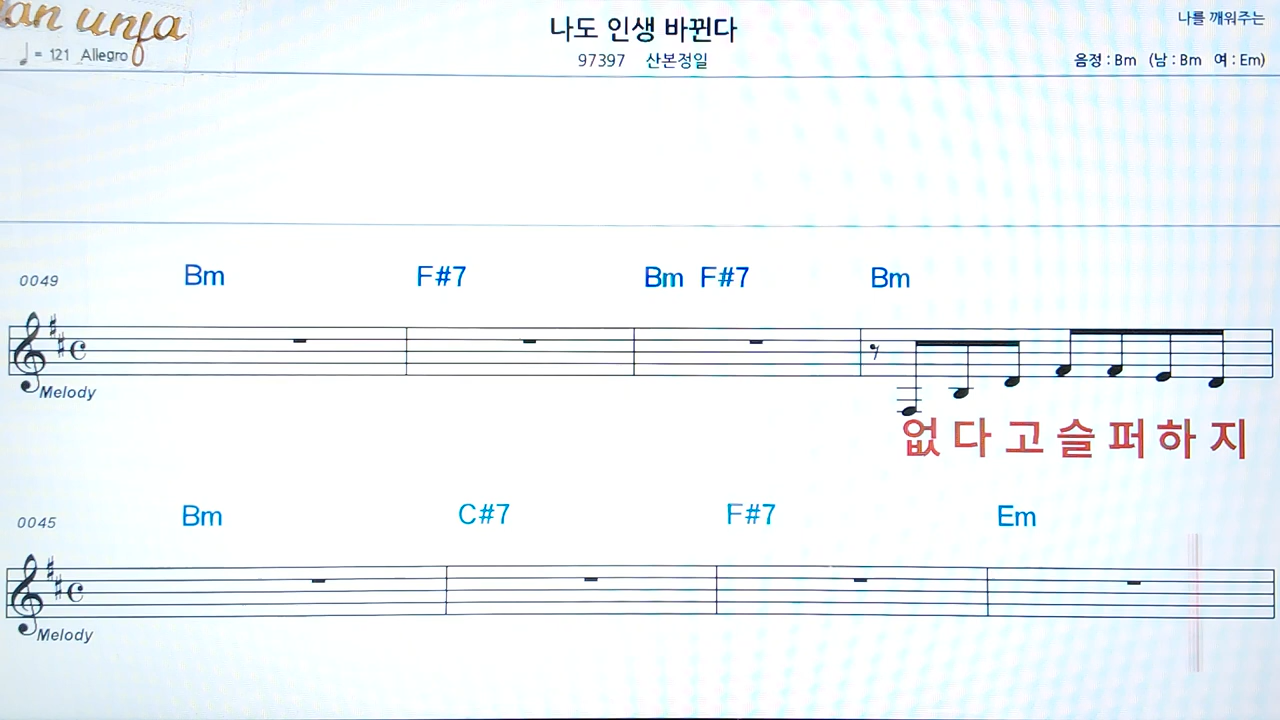 나도 인생 바뀐다
나를 깨워주는
= 121 Allegro
97397 산본정일
음정 : Bm (남 : Bm 여 : Em)
0049 Bm F#7 Bm F#7 Bm
Melody
없다고슬퍼하지
0045 Bm C#7 F#7 Em
Melody